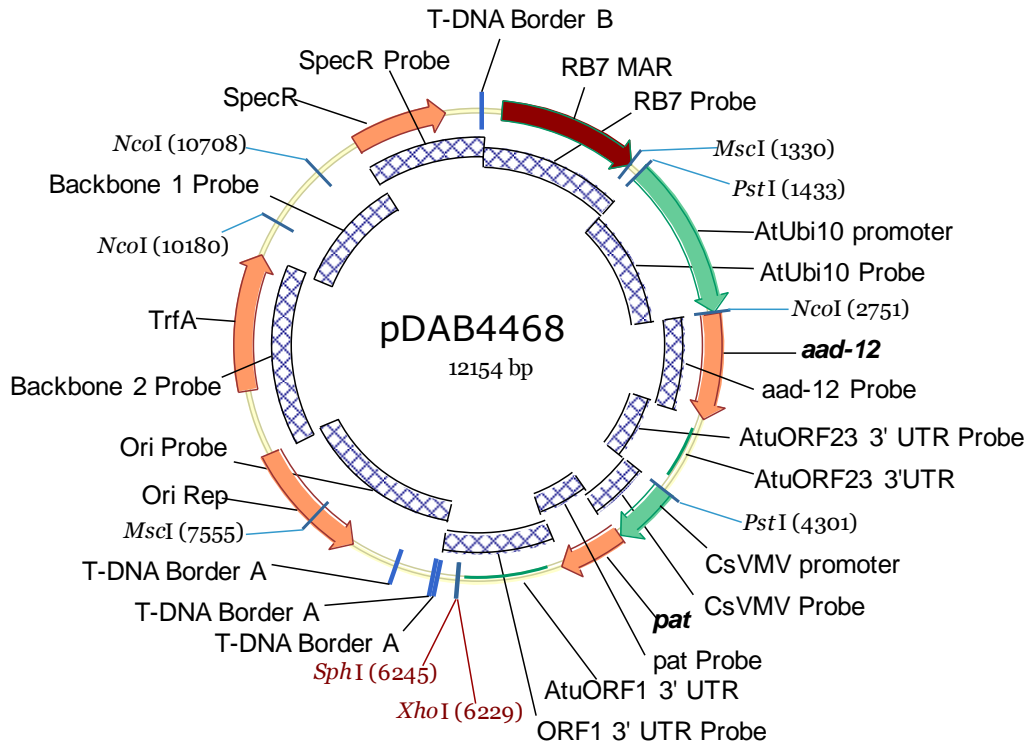 T-DNA Border B
SpecR Probe
RB7 MAR
SpecR
RB7 Probe
NcoI (10708)
MscI (1330)
Backbone 1 Probe
PstI (1433)
NcoI (10180)
AtUbi10 promoter
AtUbi10 Probe
TrfA
pDAB4468
NcoI (2751)
12154 bp
aad-12
Backbone 2 Probe
aad-12 Probe
Ori Probe
AtuORF23 3' UTR Probe
Ori Rep
AtuORF23 3'UTR
MscI (7555)
PstI (4301)
T-DNA Border A
CsVMV promoter
T-DNA Border A
CsVMV Probe
T-DNA Border A
pat
SphI (6245)
pat Probe
AtuORF1 3' UTR
XhoI (6229)
ORF1 3' UTR Probe